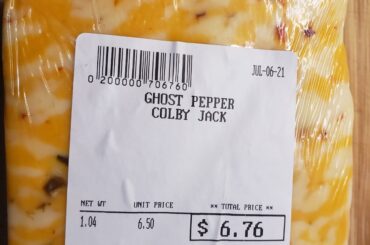 JUL-06-21
0 200000 706760
GHOST PEPPER
COLBY JACK
NET WT UNIT PRICE ** TOTAL PRICE **
1.04 6.50 $ 6.76